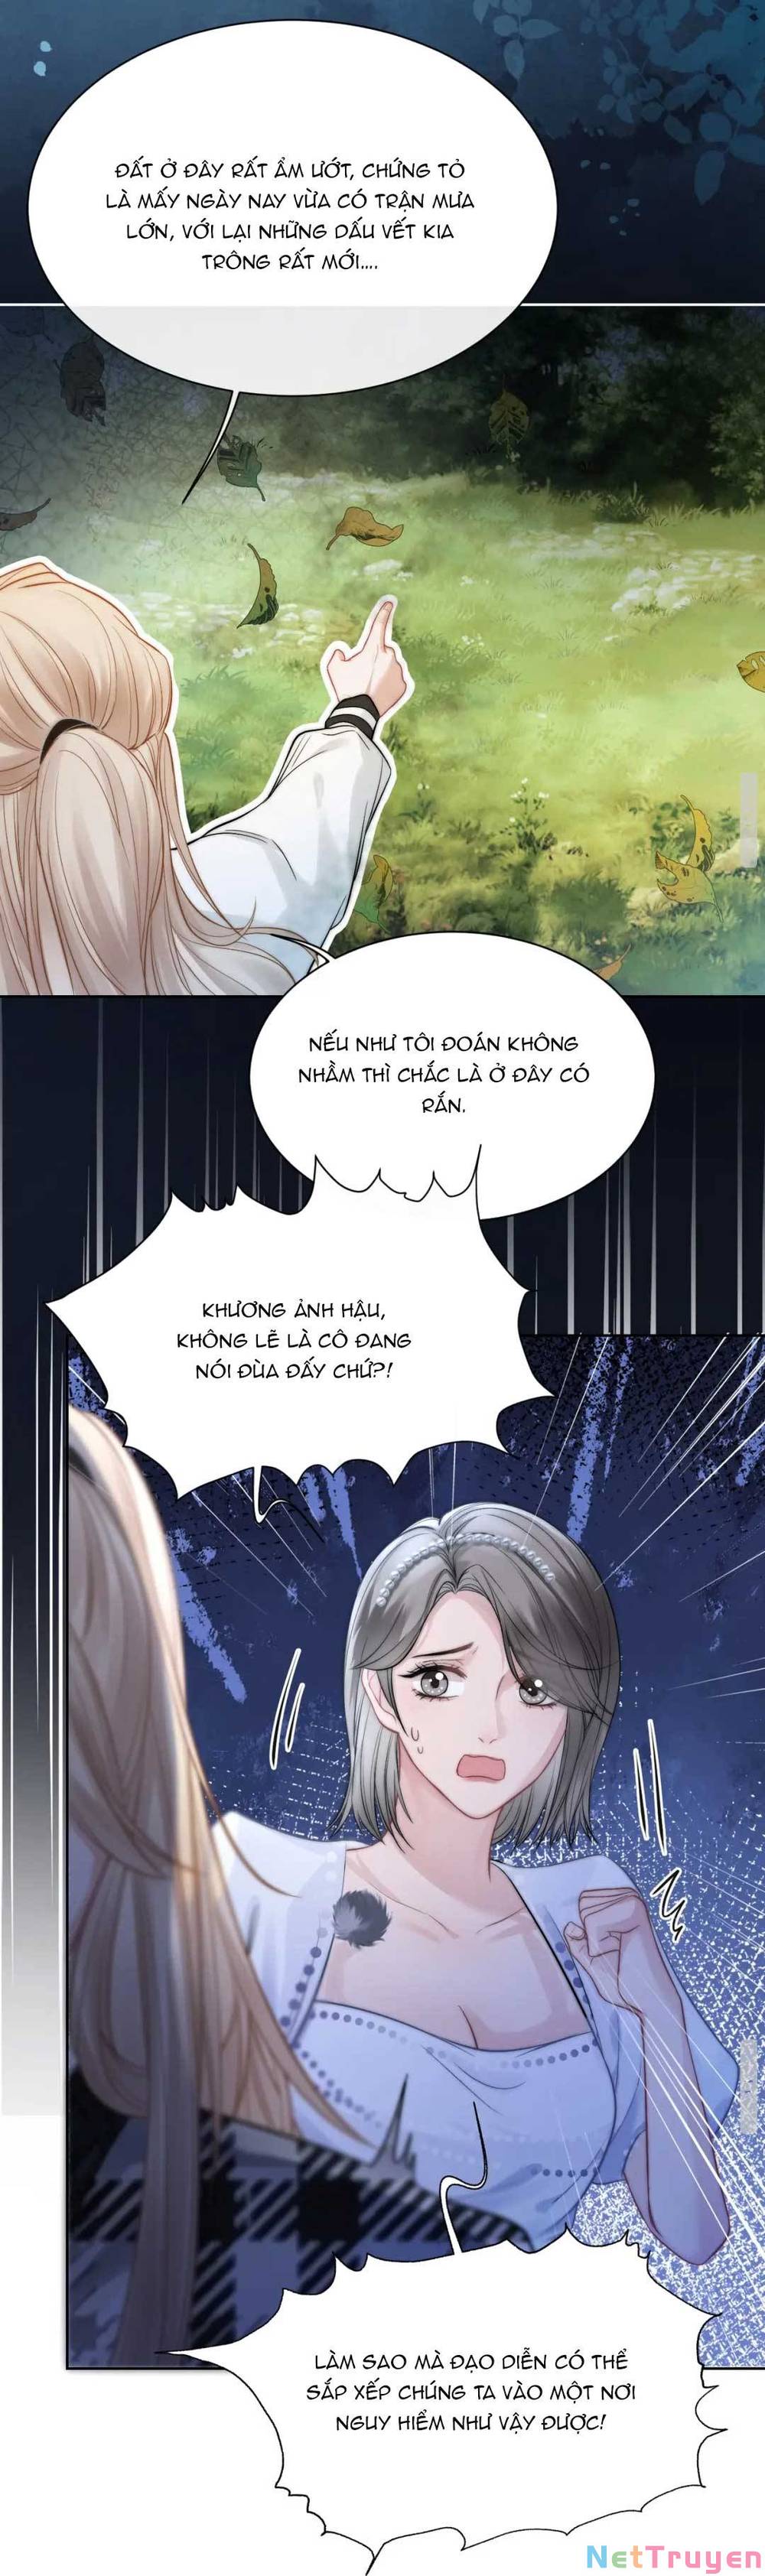 ĐẤT Ở ĐÂY RẤT ẨM ƯỚT, CHỨNG TỎ
LÀ MẤY NGÀY NAY VỪA CÓ TRẬN MƯA
LỚN, VỚI LẠI NHỮNG DẤU VẾT KIA
TRÔNG RẤT MỚI....
NẾU NHƯ TÔI ĐOÁN KHÔNG
NHẦM THÌ CHẮC LÀ Ở ĐÂY CÓ
RẮN.
KHƯƠNG ẢNH HẬU,
KHÔNG LẼ LÀ CÔ ĐANG
NÓI ĐÙA ĐẤY CHỨ?!
LÀM SAO MÀ ĐẠO DIỄN CÓ THỂ
SẮP XẾP CHÚNG TA VÀO MỘT NƠI
NGUY HIỂM NHƯ VẬY ĐƯỢC!
NetTruyen